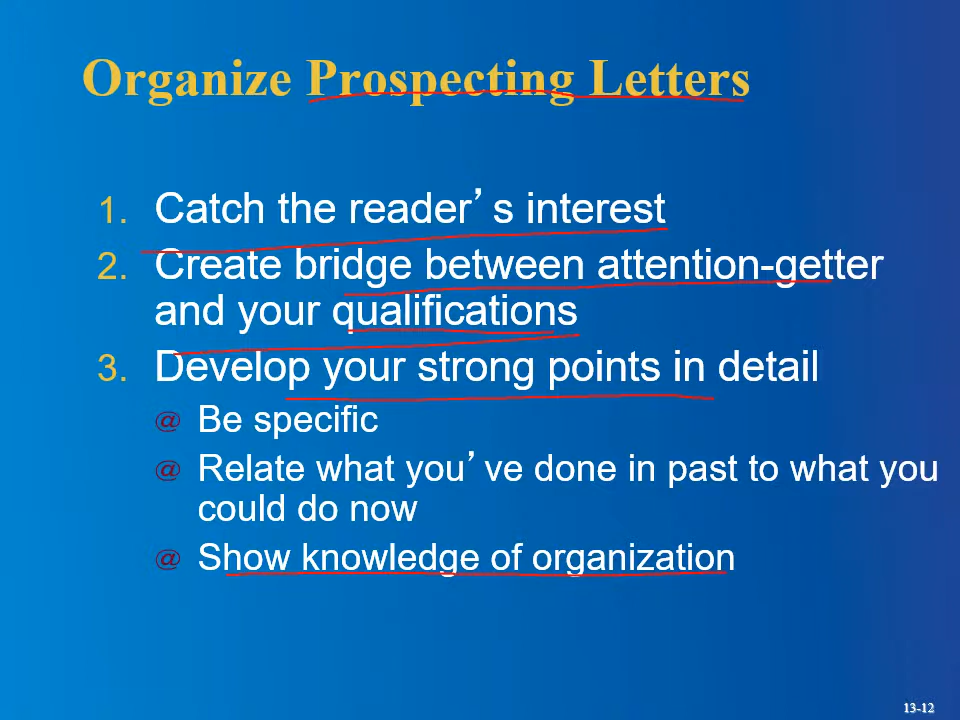 Organize Prospecting Letters
1. Catch the reader’s interest
2. Create bridge between attention-getter
and your qualifications
3. Develop your strong points in detail
@ Be specific
@ Relate what you’ve done in past to what you
could do now
@ Show knowledge of organization
13-12